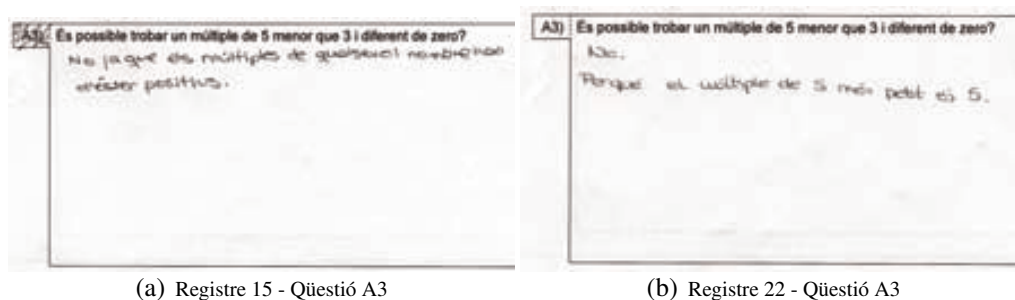 A3) És possible trobar un múltiple de 5 menor que 3 i diferent de zero?
No ja que els múltiples de qualsevol nombre han
d'ésser positius.
(a) Registre 15 - Qüestió A3
A3) És possible trobar un múltiple de 5 menor que 3 i diferent de zero?
No.
Perquè el múltiple de 5 més petit és 5.
(b) Registre 22 - Qüestió A3